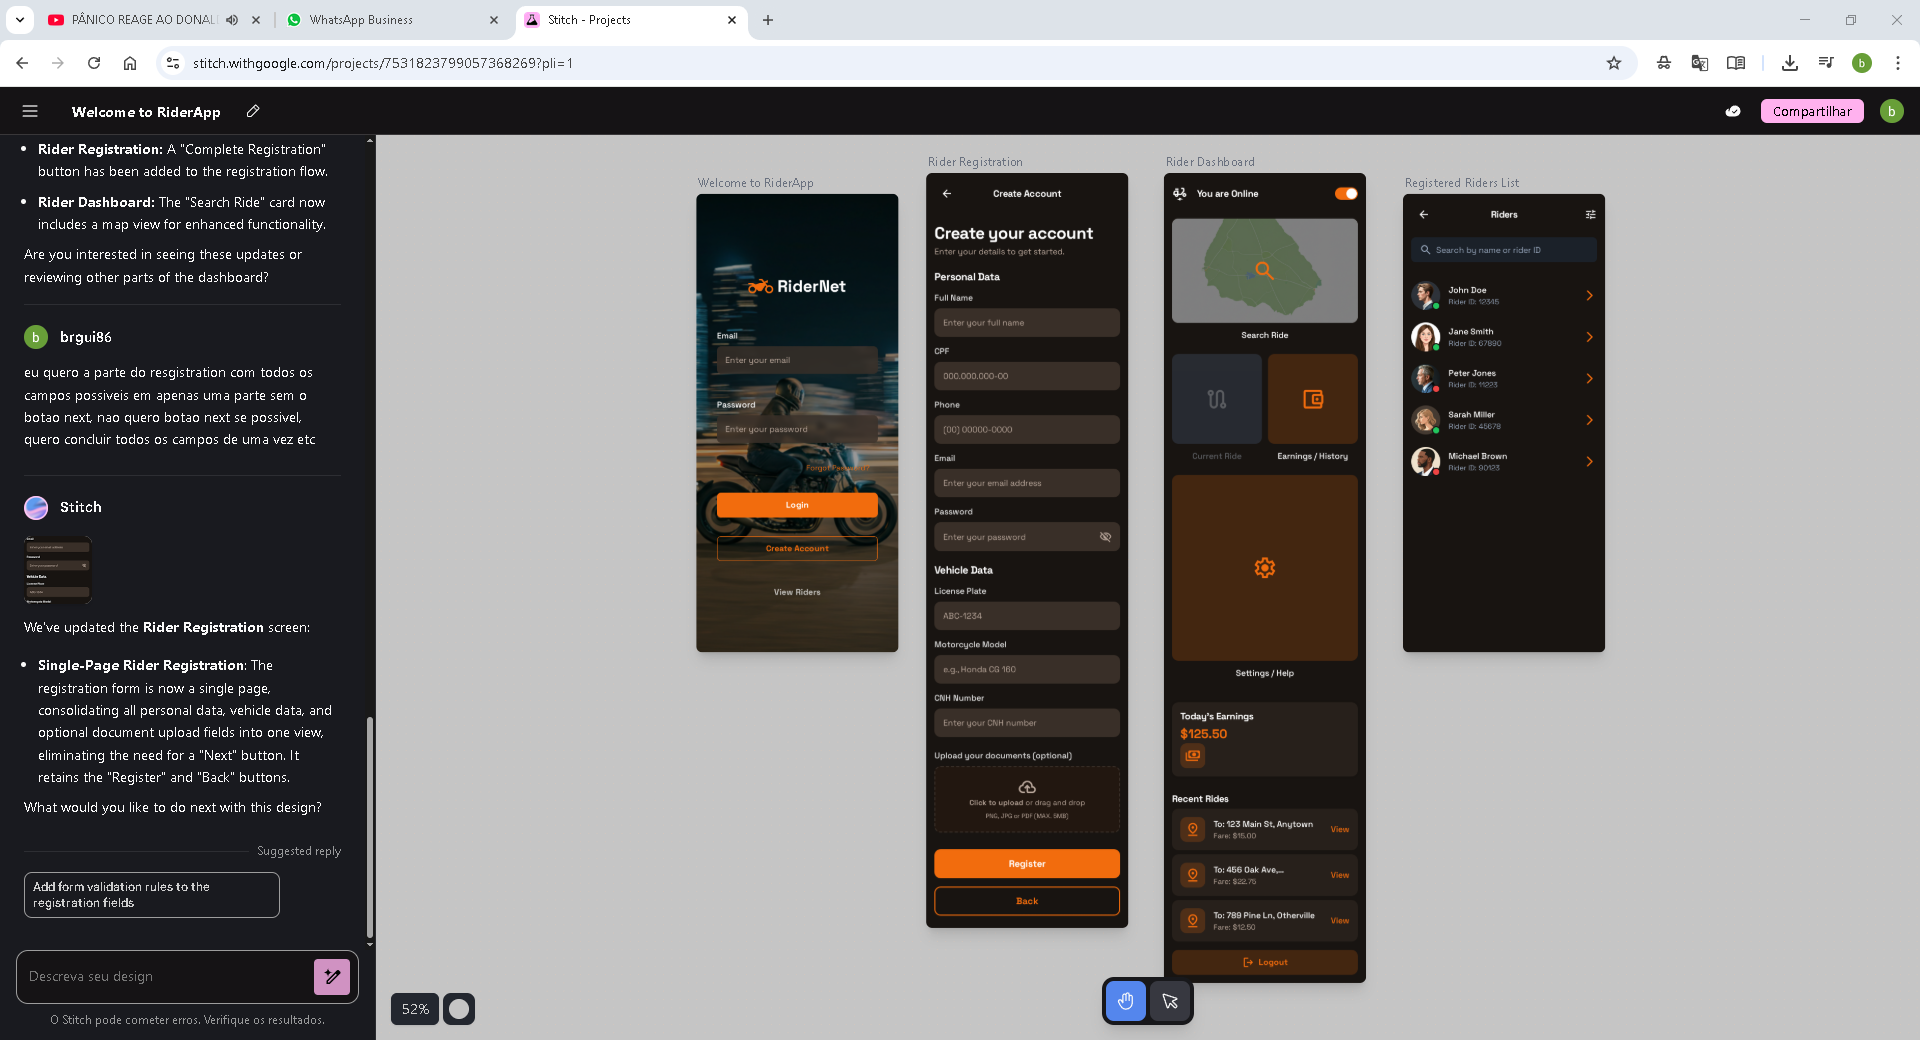 PÂNICO REAGE AO DONAL
WhatsApp Business
Stitch - Projects
stitch.withgoogle.com/projects/7531823799057368269?pli=1
b
Welcome to RiderApp
Compartilhar
b
• Rider Registration: A "Complete Registration"
button has been added to the registration flow.
• Rider Dashboard: The "Search Ride" card now
includes a map view for enhanced functionality.
Are you interested in seeing these updates or
reviewing other parts of the dashboard?
b brgui86
eu quero a parte do resgistration com todos os
campos possiveis em apenas uma parte sem o
botao next, nao quero botao next se possivel,
quero concluir todos os campos de uma vez etc
Stitch
We've updated the Rider Registration screen:
• Single-Page Rider Registration: The
registration form is now a single page,
consolidating all personal data, vehicle data, and
optional document upload fields into one view,
eliminating the need for a "Next" button. It
retains the "Register" and "Back" buttons.
What would you like to do next with this design?
Suggested reply
Add form validation rules to the
registration fields
Descreva seu design
O Stitch pode cometer erros. Verifique os resultados.
52%
Welcome to RiderApp
RiderNet
Email
Enter your email
Password
Enter your password
Forgot Password?
Login
Create Account
View Riders
Rider Registration
Create Account
Create your account
Enter your details to get started.
Personal Data
Full Name
Enter your full name
CPF
000.000.000-00
Phone
(00) 00000-0000
Email
Enter your email address
Password
Enter your password
Vehicle Data
License Plate
ABC-1234
Motorcycle Model
e.g., Honda CG 160
CNH Number
Enter your CNH number
Upload your documents (optional)
Click to upload or drag and drop
PNG, JPG or PDF (MAX. 5MB)
Register
Back
Rider Dashboard
You are Online
Search Ride
Current Ride
Earnings / History
Settings / Help
Today's Earnings
$125.50
Recent Rides
To: 123 Main St, Anytown
Fare: $15.00
View
To: 456 Oak Ave,...
Fare: $22.75
View
To: 789 Pine Ln, Otherville
Fare: $12.50
View
Logout
Registered Riders List
Riders
Search by name or rider ID
John Doe
Rider ID: 12345
Jane Smith
Rider ID: 67890
Peter Jones
Rider ID: 11223
Sarah Miller
Rider ID: 45678
Michael Brown
Rider ID: 90123